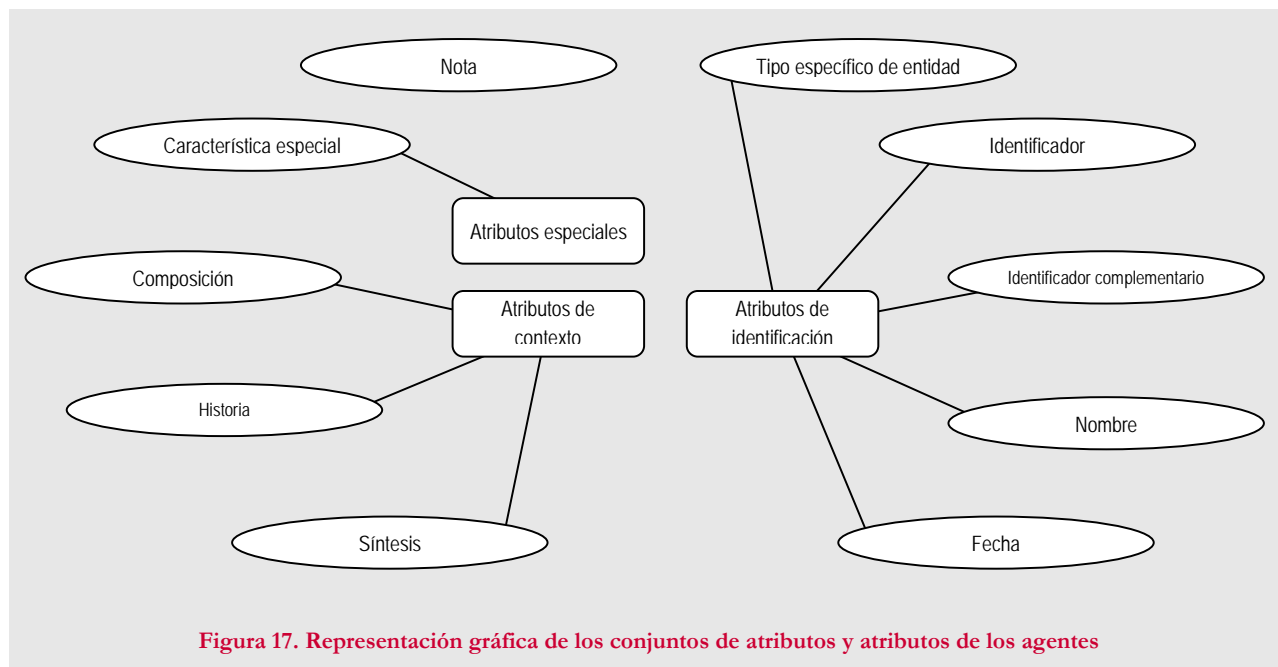 Nota
Tipo específico de entidad
Característica especial
Identificador
Atributos especiales
Composición
Identificador complementario
Atributos de
contexto
Atributos de
identificación
Historia
Nombre
Síntesis
Fecha
Figura 17. Representación gráfica de los conjuntos de atributos y atributos de los agentes